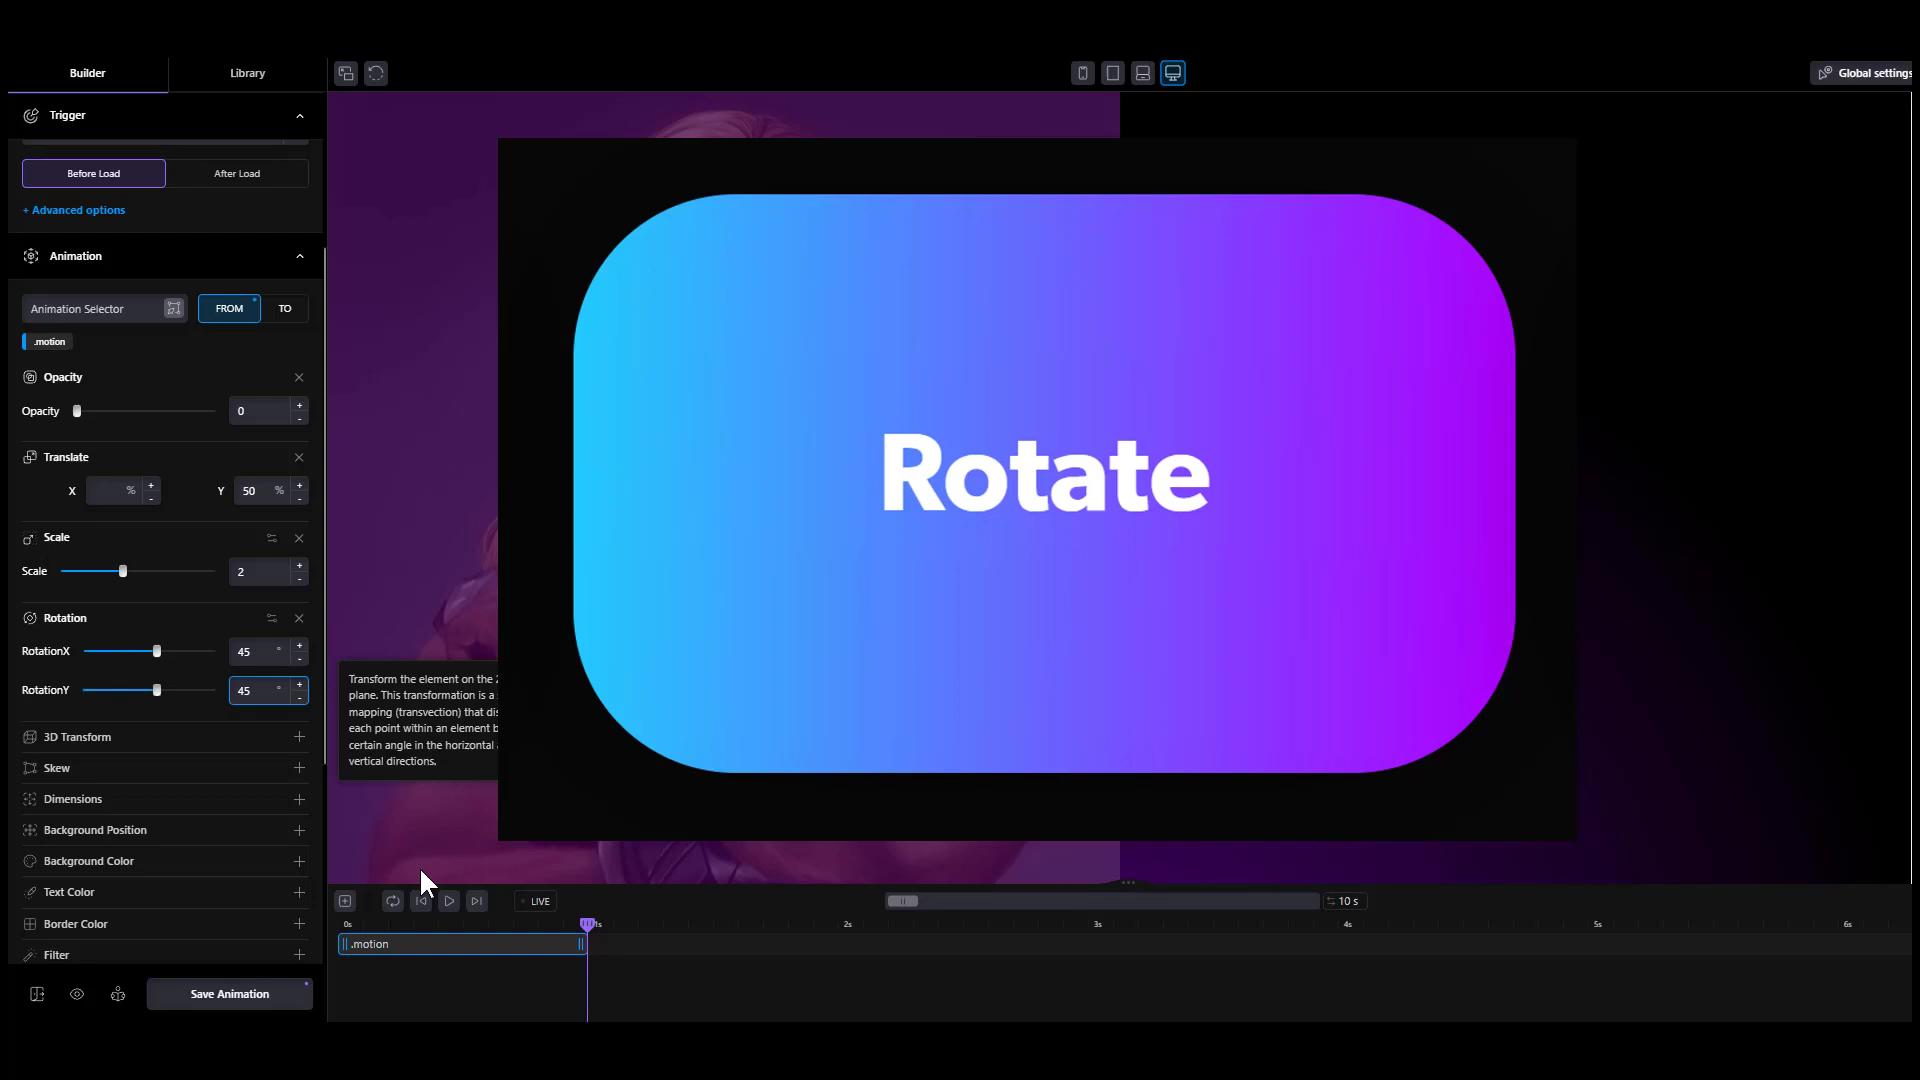 Builder
Library
Global settings
Trigger
Before Load
After Load
+ Advanced options
Animation
Animation Selector
FROM
TO
.motion
Opacity
Opacity
0
+
-
Translate
X
%
+
-
Y
50
%
+
-
Scale
Scale
2
+
-
Rotation
RotationX
45
°
+
-
RotationY
45
°
+
-
3D Transform
Skew
Dimensions
Background Position
Background Color
Text Color
Border Color
Filter
Save Animation
Transform the element on the
plane. This transformation is a
mapping (transvection) that
each point within an element
certain angle in the horizontal
vertical directions.
Rotate
LIVE
10 s
0s
1s
2s
3s
4s
5s
6s
.motion